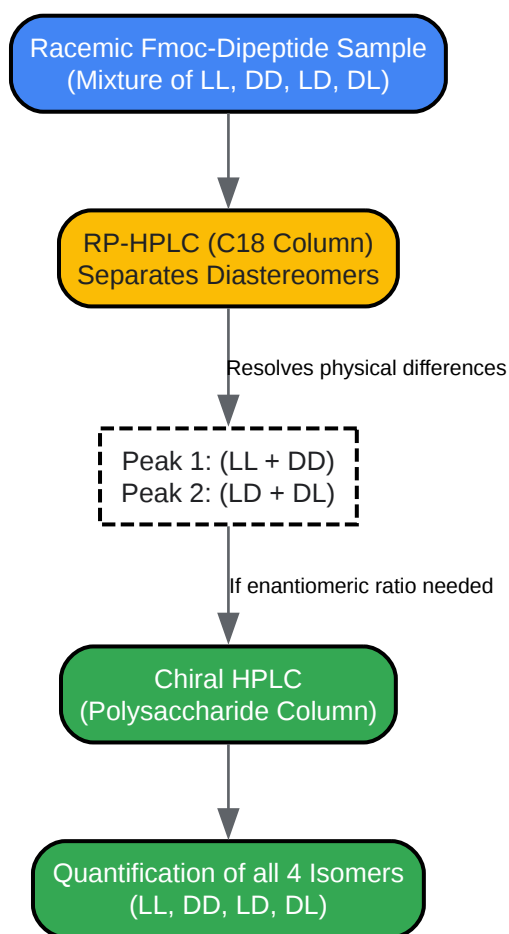 Racemic Fmoc-Dipeptide Sample
(Mixture of LL, DD, LD, DL)
RP-HPLC (C18 Column)
Separates Diastereomers
Resolves physical differences
Peak 1: (LL + DD)
Peak 2: (LD + DL)
If enantiomeric ratio needed
Chiral HPLC
(Polysaccharide Column)
Quantification of all 4 Isomers
(LL, DD, LD, DL)